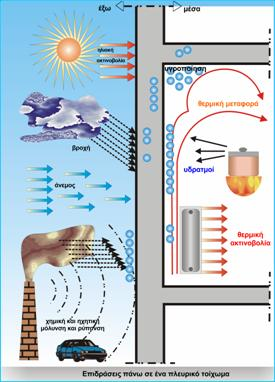 έξω
μέσα
ηλιακή
ακτινοβολία
υγροποίηση
θερμική μεταφορά
βροχή
υδρατμοί
άνεμος
θερμική
ακτινοβολία
χημική και ηχητική
μόλυνση και ρύπανση
Επιδράσεις πάνω σε ένα πλευρικό τοίχωμα